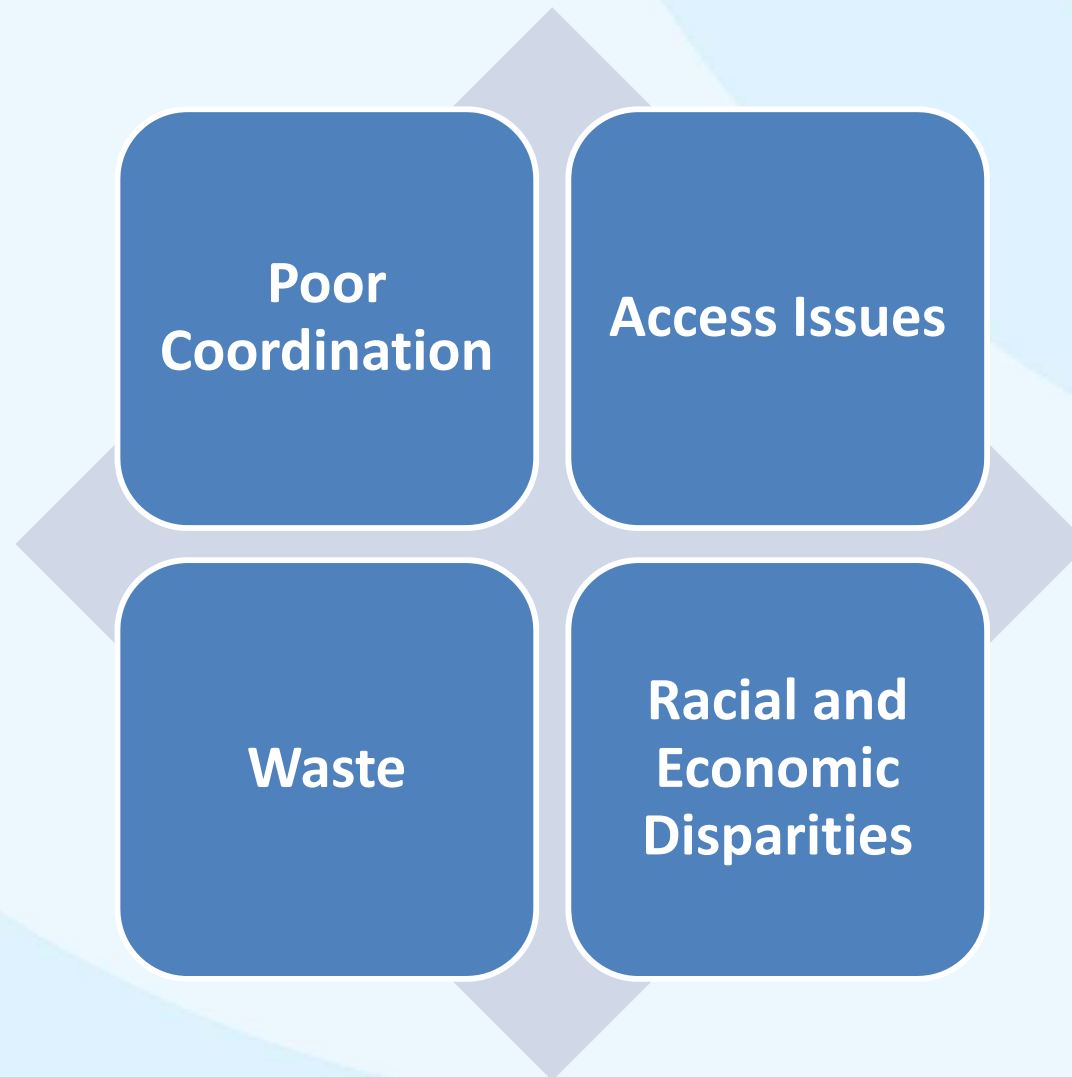 Poor
Coordination
Access Issues
Waste
Racial and
Economic
Disparities